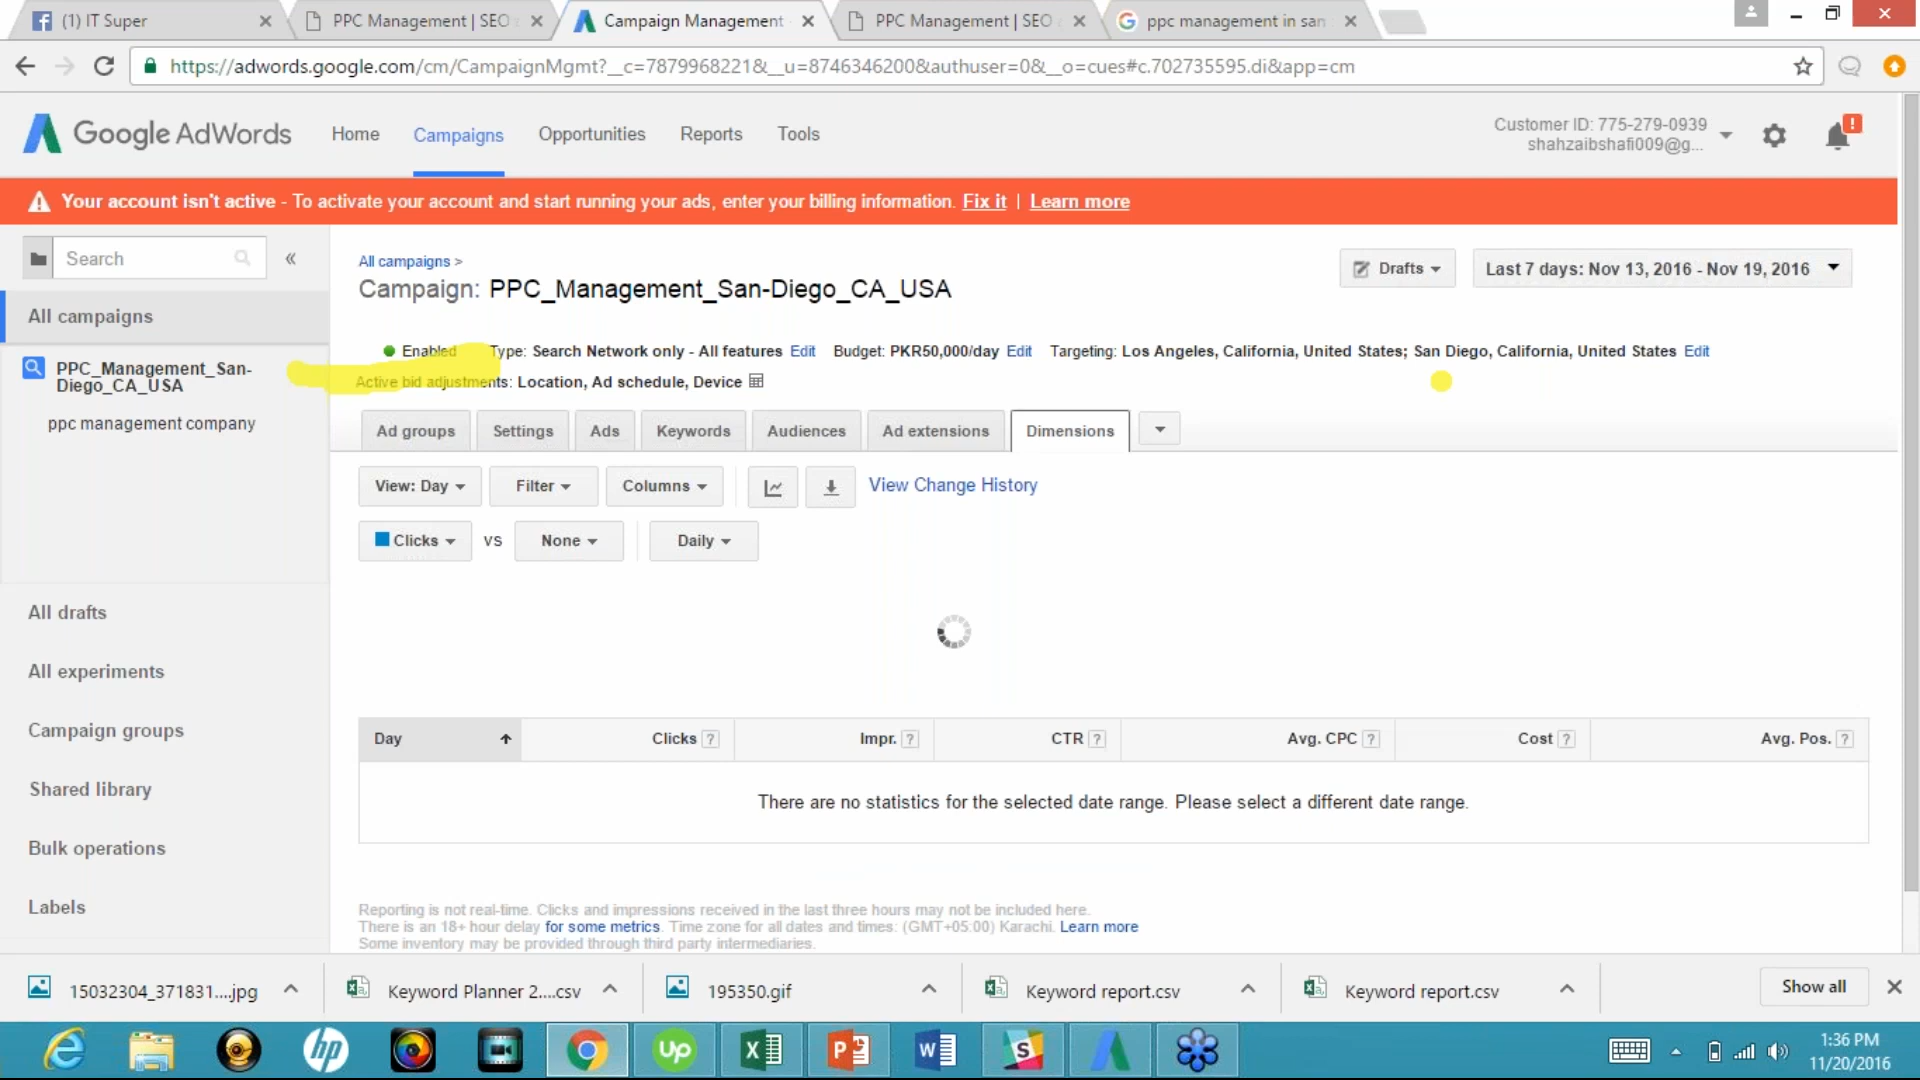 (1) IT Super
PPC Management | SEO
Campaign Management
PPC Management | SEO
ppc management in san
https://adwords.google.com/cm/CampaignMgmt?__c=7879968221&__u=8746346200&authuser=0&__o=cues#c.702735595.di&app=cm
Google AdWords
Home
Campaigns
Opportunities
Reports
Tools
Customer ID: 775-279-0939
shahzaibshafi009@g...
Your account isn't active - To activate your account and start running your ads, enter your billing information. Fix it | Learn more
Search
«
All campaigns >
Campaign: PPC_Management_San-Diego_CA_USA
Drafts
Last 7 days: Nov 13, 2016 - Nov 19, 2016
All campaigns
PPC_Management_San-
Diego_CA_USA
ppc management company
Enabled Type: Search Network only - All features Edit Budget: PKR50,000/day Edit Targeting: Los Angeles, California, United States; San Diego, California, United States Edit
Active bid adjustments: Location, Ad schedule, Device
Ad groups
Settings
Ads
Keywords
Audiences
Ad extensions
Dimensions
View: Day
Filter
Columns
View Change History
Clicks
vs
None
Daily
All drafts
All experiments
Campaign groups
Shared library
Bulk operations
Labels
Day
Clicks ?
Impr. ?
CTR ?
Avg. CPC ?
Cost ?
Avg. Pos. ?
There are no statistics for the selected date range. Please select a different date range.
Reporting is not real-time. Clicks and impressions received in the last three hours may not be included here.
There is an 18+ hour delay for some metrics. Time zone for all dates and times: (GMT+05:00) Karachi. Learn more
Some inventory may be provided through third party intermediaries.
15032304_371831....jpg
Keyword Planner 2....csv
195350.gif
Keyword report.csv
Keyword report.csv
Show all
1:36 PM
11/20/2016